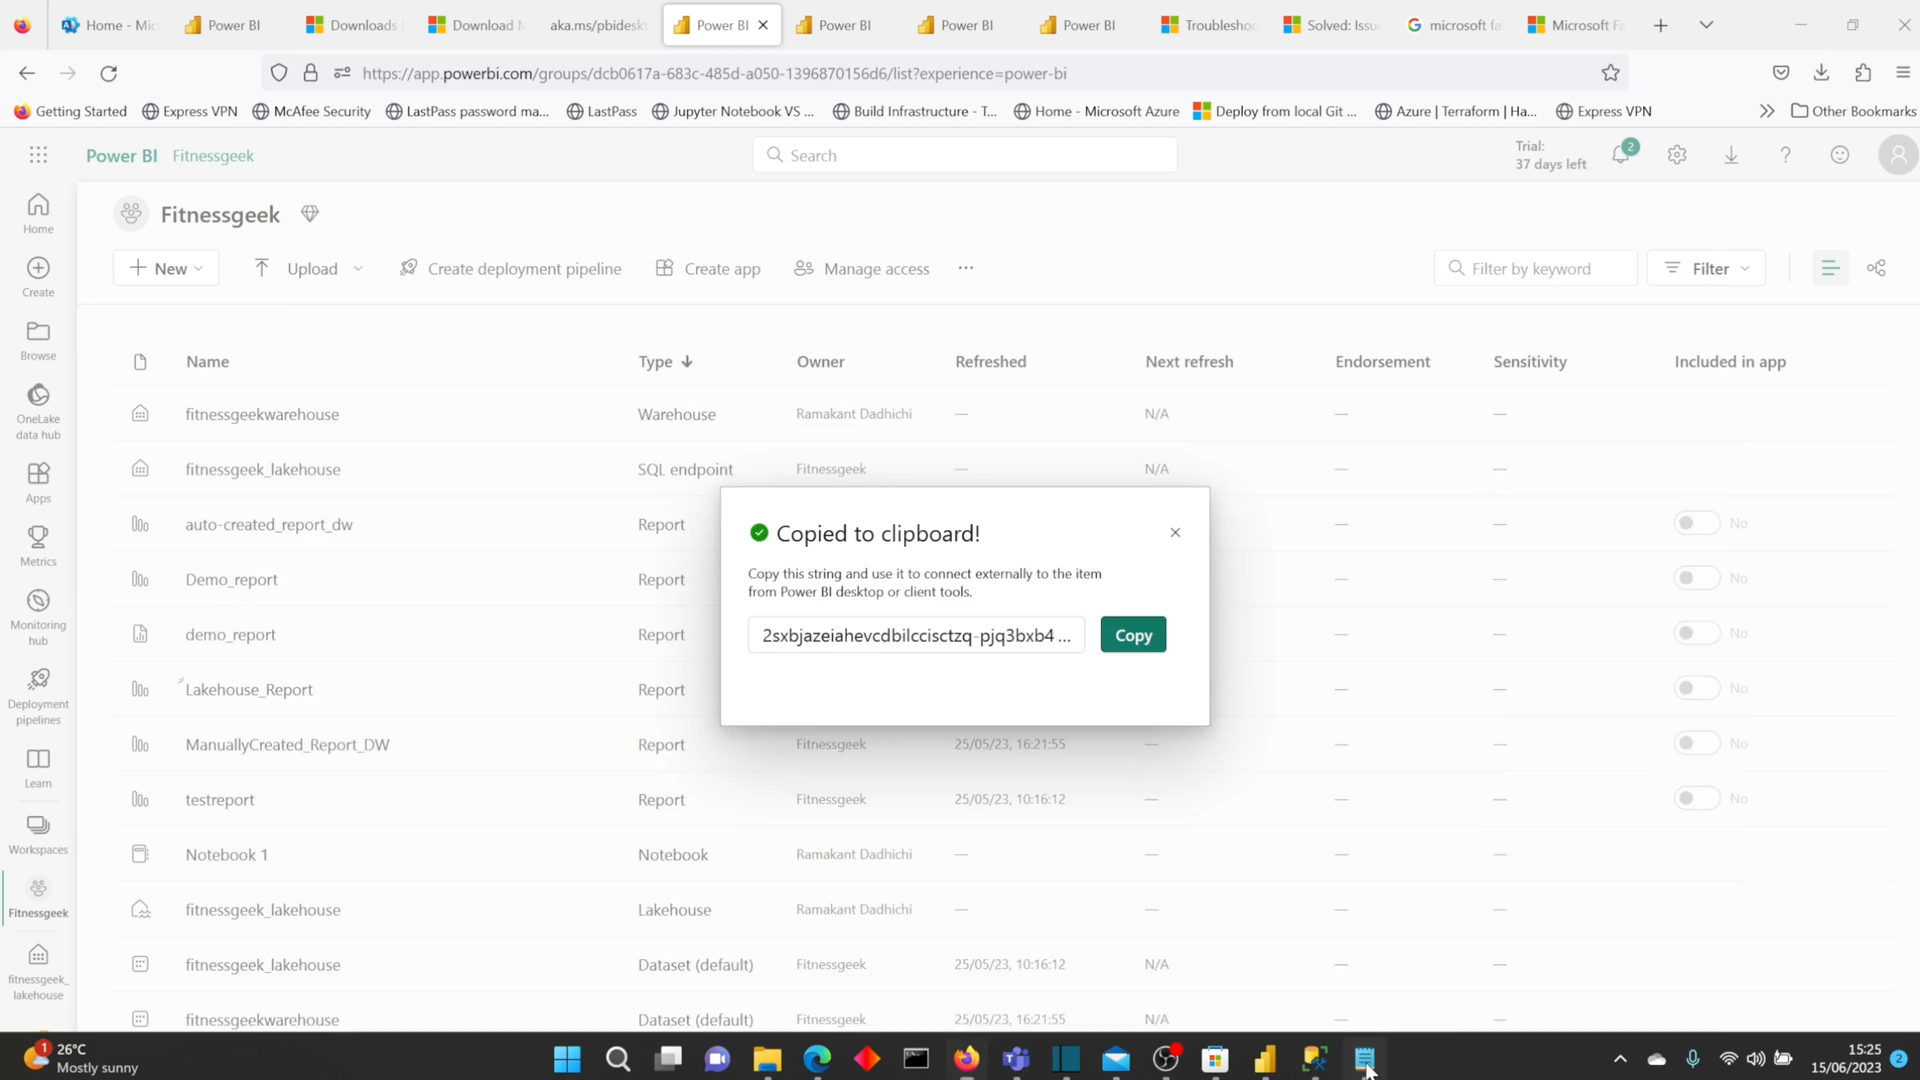 Home - Mic
Power BI
Downloads
Download M
aka.ms/pbidesk
Power BI
Power BI
Power BI
Power BI
Troubleshoo
Solved: Issu
microsoft fa
Microsoft Fa
https://app.powerbi.com/groups/dcb0617a-683c-485d-a050-1396870156d6/list?experience=power-bi
Getting Started
Express VPN
McAfee Security
LastPass password ma...
LastPass
Jupyter Notebook VS ...
Build Infrastructure - T...
Home - Microsoft Azure
Deploy from local Git ...
Azure | Terraform | Ha...
Express VPN
Other Bookmarks
Power BI Fitnessgeek
Search
Trial:
37 days left
2
Fitnessgeek
New
Upload
Create deployment pipeline
Create app
Manage access
Filter by keyword
Filter
Home
Create
Browse
OneLake
data hub
Apps
Metrics
Monitoring
hub
Deployment
pipelines
Learn
Workspaces
Fitnessgeek
fitnessgeek_
lakehouse
Name Type Owner Refreshed Next refresh Endorsement Sensitivity Included in app
fitnessgeekwarehouse Warehouse Ramakant Dadhichi — N/A — —
fitnessgeek_lakehouse SQL endpoint Fitnessgeek — N/A — —
auto-created_report_dw Report — — No
Demo_report Report — — No
demo_report Report — — No
Lakehouse_Report Report — — No
ManuallyCreated_Report_DW Report Fitnessgeek 25/05/23, 16:21:55 — — — No
testreport Report Fitnessgeek 25/05/23, 10:16:12 — — — No
Notebook 1 Notebook Ramakant Dadhichi — — — —
fitnessgeek_lakehouse Lakehouse Ramakant Dadhichi — — — —
fitnessgeek_lakehouse Dataset (default) Fitnessgeek 25/05/23, 10:16:12 N/A — —
fitnessgeekwarehouse Dataset (default) Fitnessgeek 25/05/23, 16:21:55 N/A — —
Copied to clipboard!
Copy this string and use it to connect externally to the item
from Power BI desktop or client tools.
2sxbjazeiahevcdbilccisctzq-pjq3bxb4 ...
Copy
1
26°C
Mostly sunny
15:25
15/06/2023
2